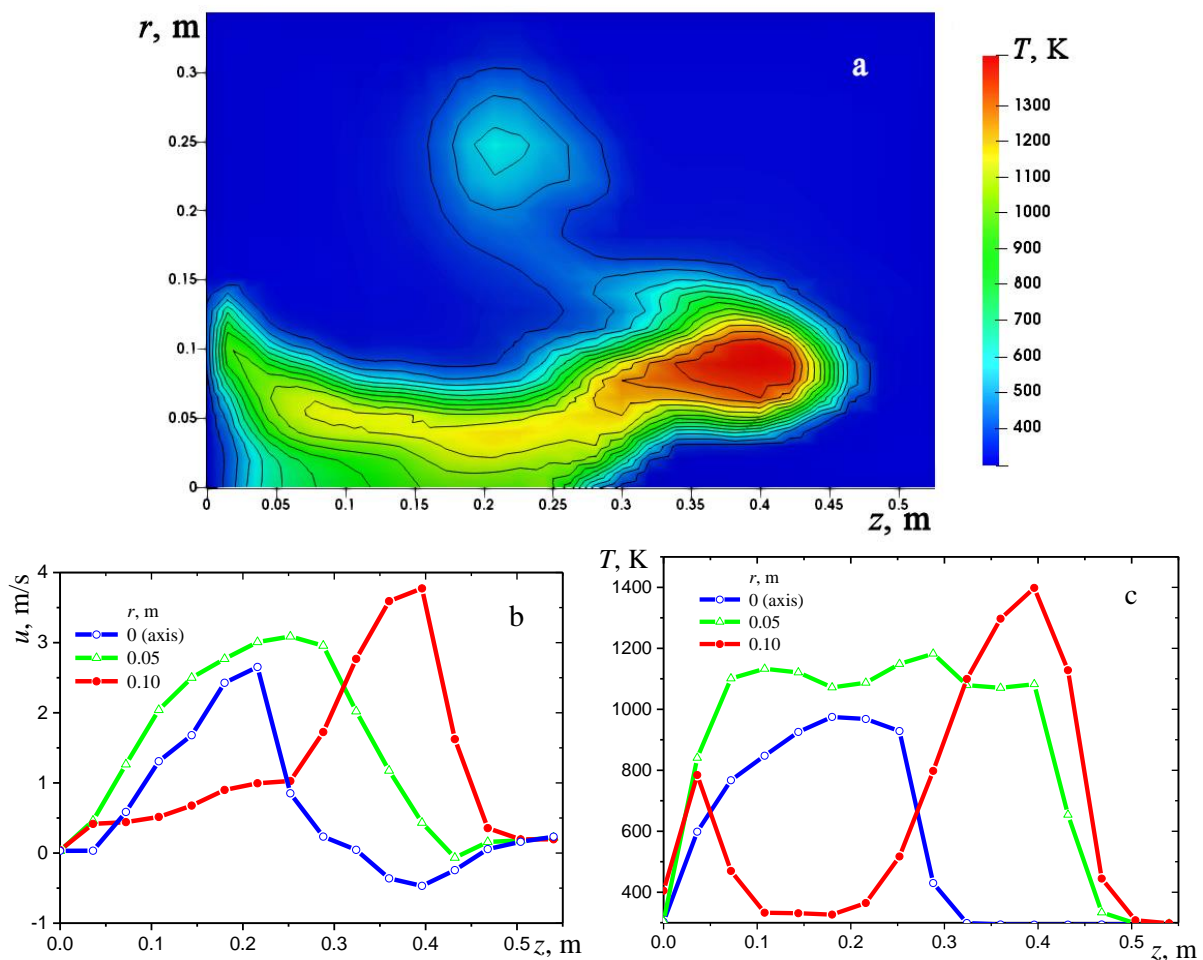 r, m
a
T, K
0.3
0.25
0.2
0.15
0.1
0.05
0
1300
1200
1100
1000
900
800
700
600
500
400
0 0.05 0.1 0.15 0.2 0.25 0.3 0.35 0.4 0.45 0.5
z, m
u, m/s
4
3
2
1
0
-1
b
r, m
0 (axis)
0.05
0.10
0.0 0.1 0.2 0.3 0.4 0.5 z, m
T, K
1400
1200
1000
800
600
400
c
r, m
0 (axis)
0.05
0.10
0.0 0.1 0.2 0.3 0.4 0.5
z, m